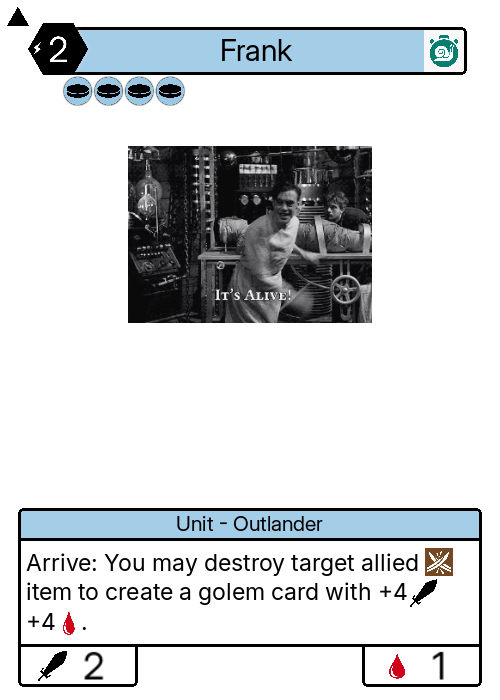 2
Frank
It's Alive!
Unit - Outlander
Arrive: You may destroy target allied
item to create a golem card with +4
+4 .
2
1